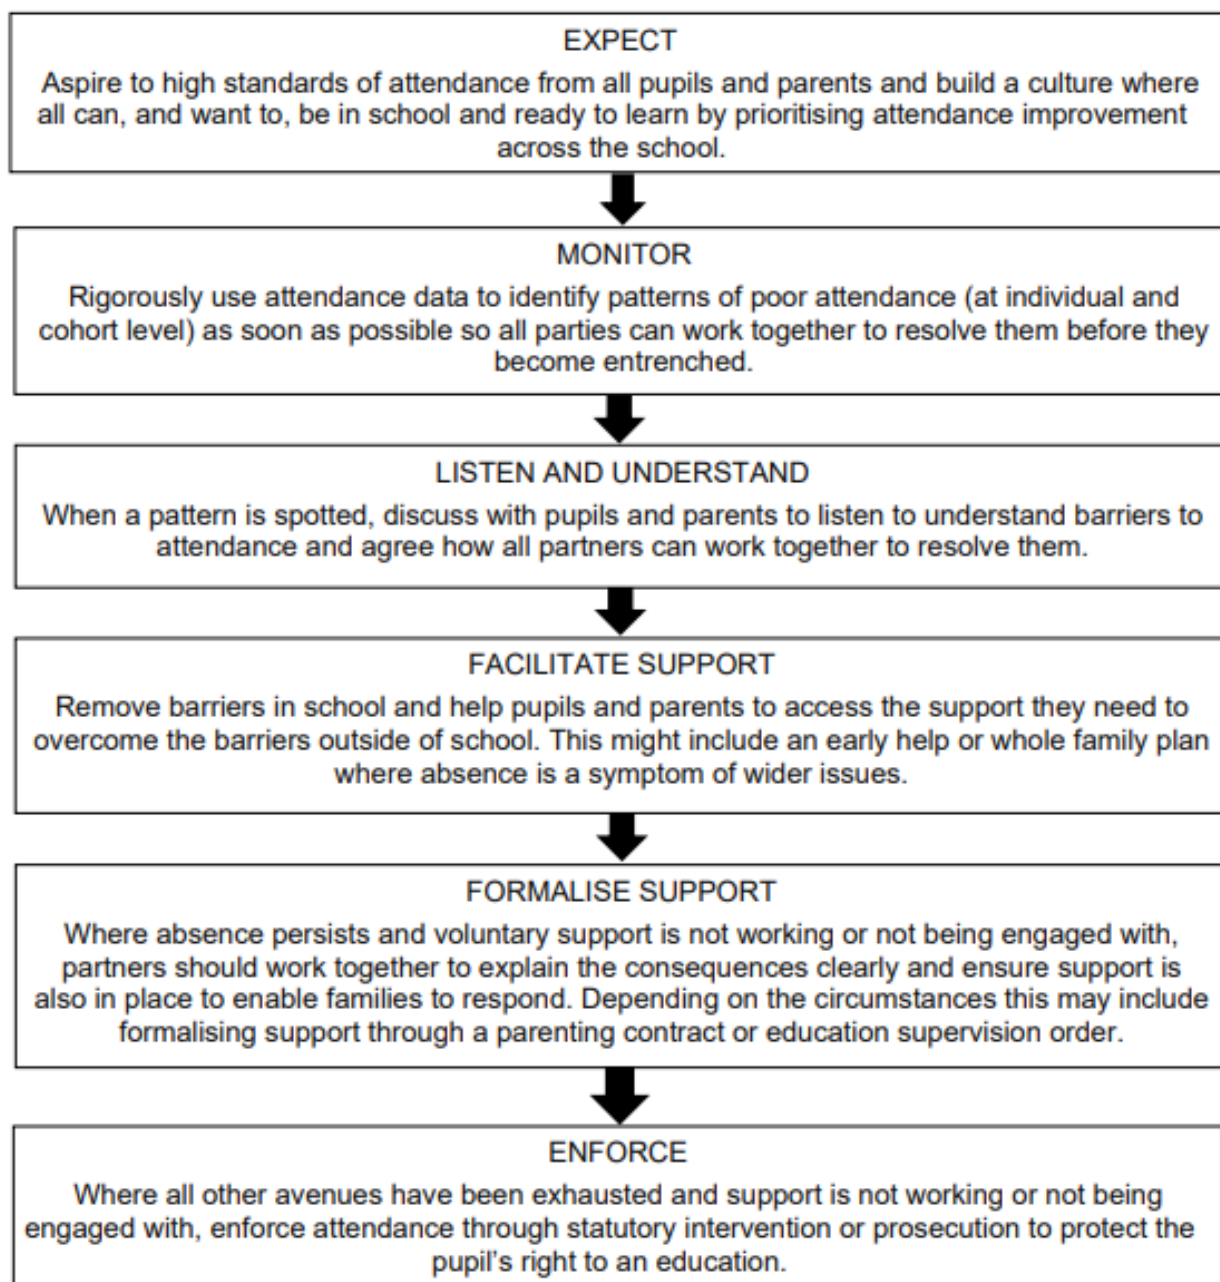 EXPECT
Aspire to high standards of attendance from all pupils and parents and build a culture where
all can, and want to, be in school and ready to learn by prioritising attendance improvement
across the school.
MONITOR
Rigorously use attendance data to identify patterns of poor attendance (at individual and
cohort level) as soon as possible so all parties can work together to resolve them before they
become entrenched.
LISTEN AND UNDERSTAND
When a pattern is spotted, discuss with pupils and parents to listen to understand barriers to
attendance and agree how all partners can work together to resolve them.
FACILITATE SUPPORT
Remove barriers in school and help pupils and parents to access the support they need to
overcome the barriers outside of school. This might include an early help or whole family plan
where absence is a symptom of wider issues.
FORMALISE SUPPORT
Where absence persists and voluntary support is not working or not being engaged with,
partners should work together to explain the consequences clearly and ensure support is
also in place to enable families to respond. Depending on the circumstances this may include
formalising support through a parenting contract or education supervision order.
ENFORCE
Where all other avenues have been exhausted and support is not working or not being
engaged with, enforce attendance through statutory intervention or prosecution to protect the
pupil's right to an education.